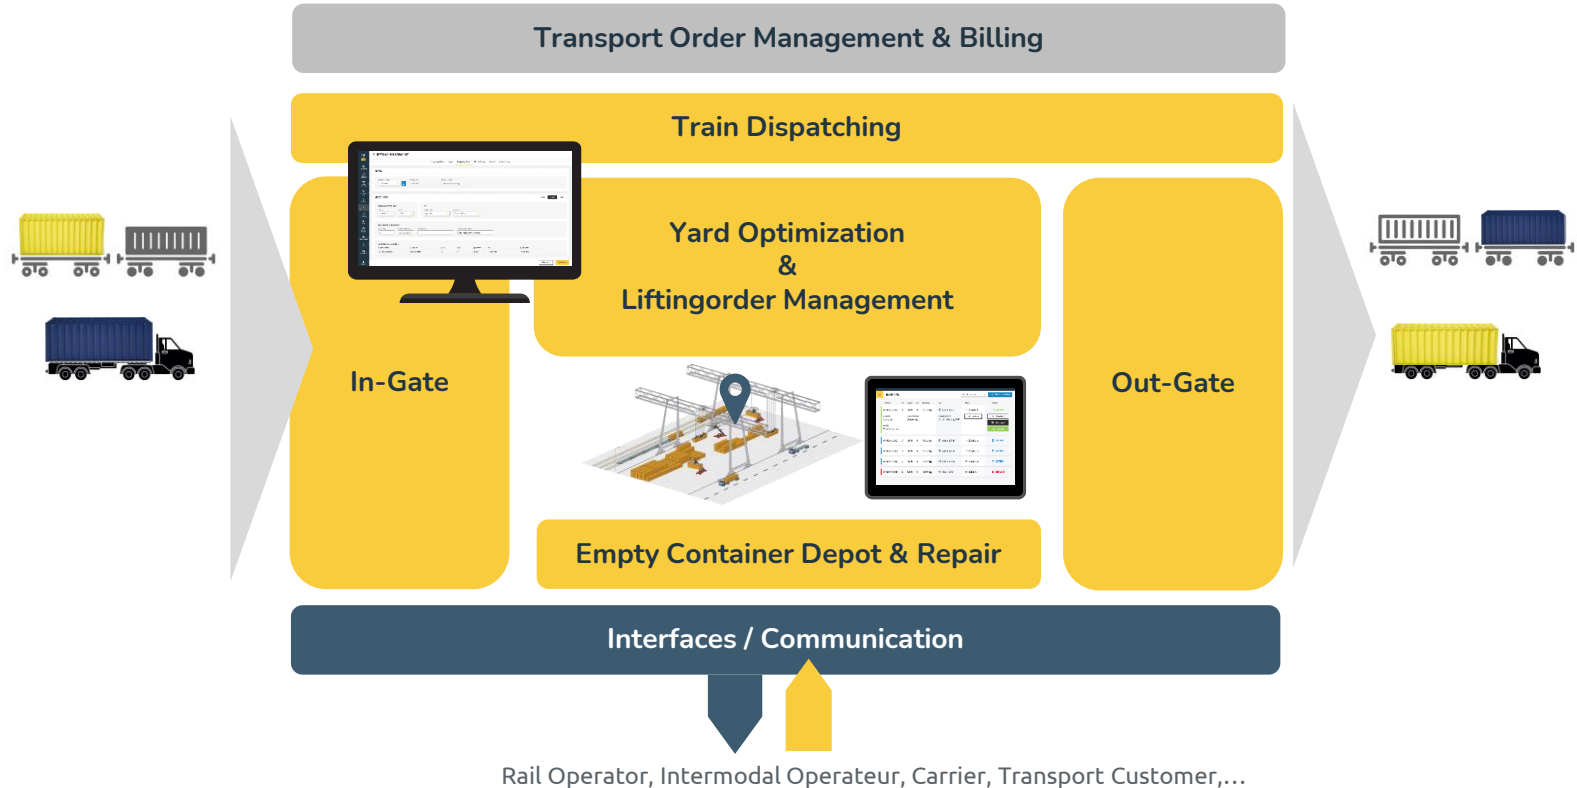 Transport Order Management & Billing
Train Dispatching
Yard Optimization
&
Liftingorder Management
In-Gate
Out-Gate
Empty Container Depot & Repair
Interfaces / Communication
Rail Operator, Intermodal Operateur, Carrier, Transport Customer,...